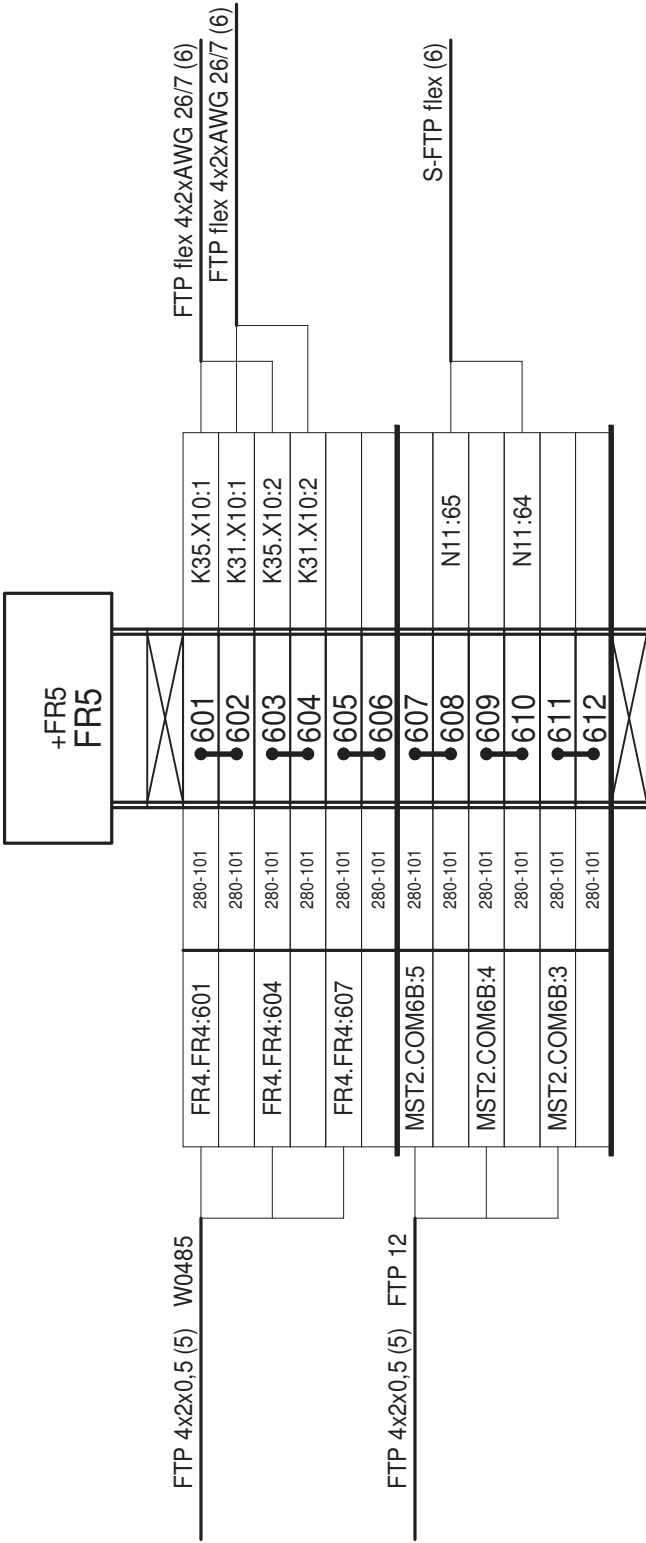 +FR5
FR5
FTP flex 4x2xAWG 26/7 (6)
FTP flex 4x2xAWG 26/7 (6)
S-FTP flex (6)
K35.X10:1
K31.X10:1
K35.X10:2
K31.X10:2
N11:65
N11:64
601
602
603
604
605
606
607
608
609
610
611
612
280-101
280-101
280-101
280-101
280-101
280-101
280-101
280-101
280-101
280-101
280-101
280-101
FR4.FR4:601
FR4.FR4:604
FR4.FR4:607
MST2.COM6B:5
MST2.COM6B:4
MST2.COM6B:3
FTP 4x2x0,5 (5) W0485
FTP 4x2x0,5 (5) FTP 12